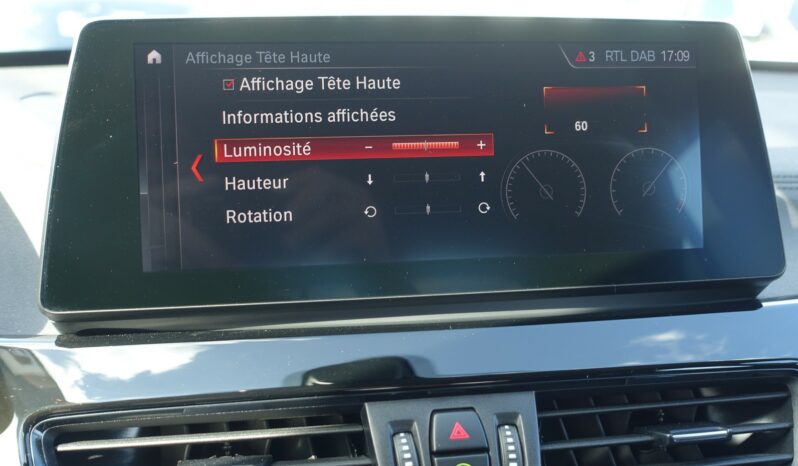 Affichage Tête Haute
3 RTL DAB 17:09
Affichage Tête Haute
Informations affichées
60
Luminosité - +
Hauteur
Rotation